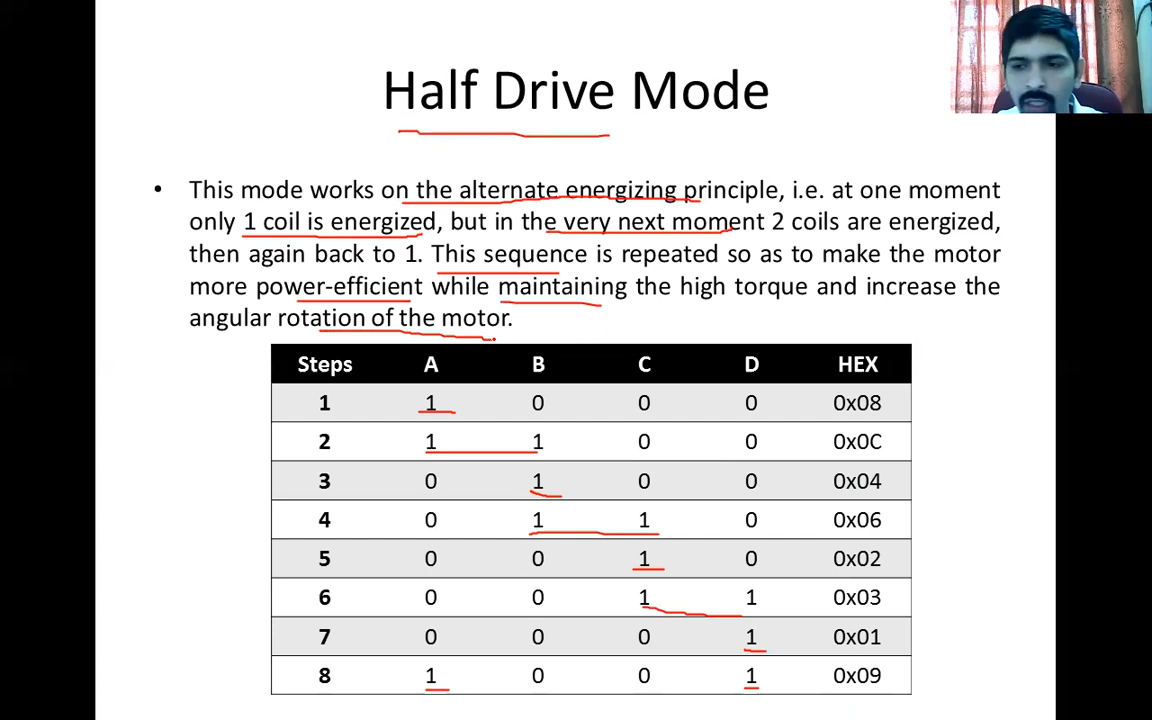 Half Drive Mode
• This mode works on the alternate energizing principle, i.e. at one moment
only 1 coil is energized, but in the very next moment 2 coils are energized,
then again back to 1. This sequence is repeated so as to make the motor
more power-efficient while maintaining the high torque and increase the
angular rotation of the motor.
Steps A B C D HEX
1 1 0 0 0 0x08
2 1 1 0 0 0x0C
3 0 1 0 0 0x04
4 0 1 1 0 0x06
5 0 0 1 0 0x02
6 0 0 1 1 0x03
7 0 0 0 1 0x01
8 1 0 0 1 0x09